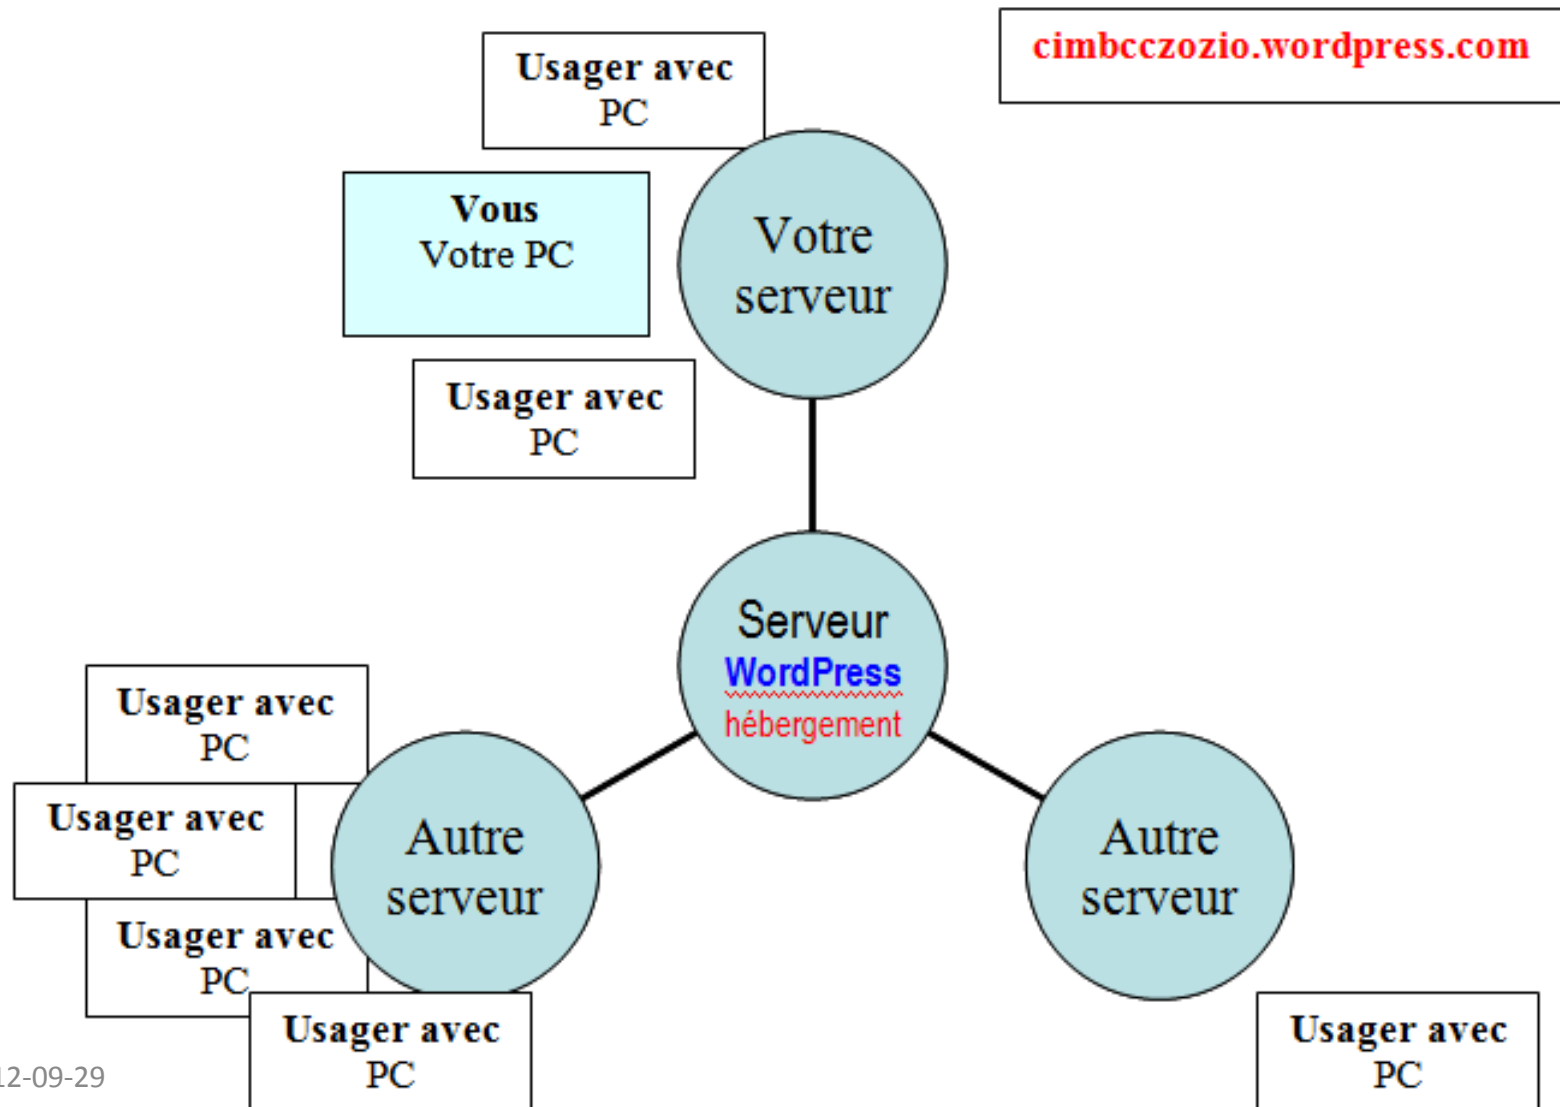 cimbcczozio.wordpress.com
Usager avec
PC
Vous
Votre PC
Votre
serveur
Usager avec
PC
Serveur
WordPress
hébergement
Usager avec
PC
Usager avec
PC
Autre
serveur
Autre
serveur
Usager avec
PC
Usager avec
PC
Usager avec
PC
12-09-29